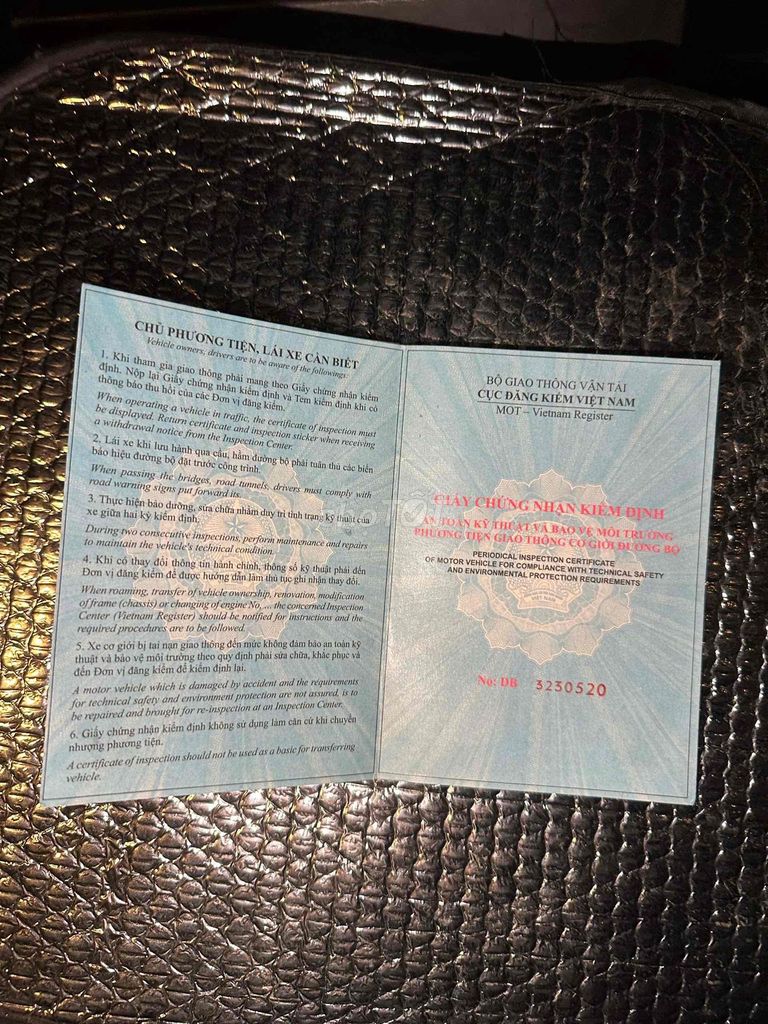 CHỦ PHƯƠNG TIỆN, LÁI XE CẦN BIẾT
Vehicle owners, drivers are to be aware of the followings:
1. Khi tham gia giao thông phải mang theo Giấy chứng nhận kiểm
định. Nộp lại Giấy chứng nhận kiểm định và Tem kiểm định khi có
thông báo thu hồi của các Đơn vị đăng kiểm.
When operating a vehicle in traffic, the certificate of inspection must
be displayed. Return certificate and inspection sticker when receiving
a withdrawal notice from the Inspection Center.
2. Lái xe khi lưu hành qua cầu, hầm đường bộ phải tuân thủ các biển
báo hiệu đường bộ đặt trước công trình.
When passing the bridges, road tunnels, drivers must comply with
road warning signs put forward its.
3. Thực hiện bảo dưỡng, sửa chữa nhằm duy trì tình trạng kỹ thuật của
xe giữa hai kỳ kiểm định.
During two consecutive inspections, perform maintenance and repairs
to maintain the vehicle's technical condition.
4. Khi có thay đổi thông tin hành chính, thông số kỹ thuật phải đến
Đơn vị đăng kiểm để được hướng dẫn làm thủ tục ghi nhận thay đổi.
When roaming, transfer of vehicle ownership, renovation, modification
of frame (chassis) or changing of engine No, ... the concerned Inspection
Center (Vietnam Register) should be notified for instructions and the
required procedures are to be followed.
5. Xe cơ giới bị tai nạn giao thông đến mức không đảm bảo an toàn kỹ
thuật và bảo vệ môi trường theo quy định phải sửa chữa, khắc phục và
đến Đơn vị đăng kiểm để kiểm định lại.
A motor vehicle which is damaged by accident and the requirements
for technical safety and environment protection are not assured, is to
be repaired and brought for re-inspection at an Inspection Center.
6. Giấy chứng nhận kiểm định không sử dụng làm căn cứ khi chuyển
nhượng phương tiện.
A certificate of inspection should not be used as a basic for transferring
vehicle.
BỘ GIAO THÔNG VẬN TẢI
CỤC ĐĂNG KIỂM VIỆT NAM
MOT – Vietnam Register
GIẤY CHỨNG NHẬN KIỂM ĐỊNH
AN TOÀN KỸ THUẬT VÀ BẢO VỆ MÔI TRƯỜNG
PHƯƠNG TIỆN GIAO THÔNG CƠ GIỚI ĐƯỜNG BỘ
PERIODICAL INSPECTION CERTIFICATE
OF MOTOR VEHICLE FOR COMPLIANCE WITH TECHNICAL SAFETY
AND ENVIRONMENTAL PROTECTION REQUIREMENTS
No: DB 3230520